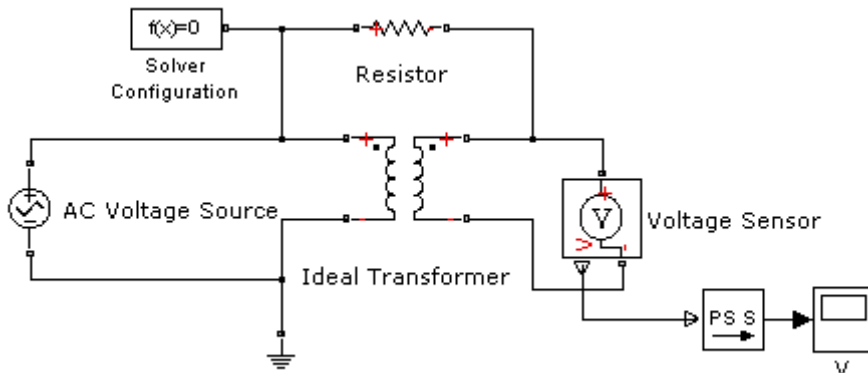 f(x)=0
Solver
Configuration
Resistor
AC Voltage Source
V
Voltage Sensor
V
Ideal Transformer
PS S
V